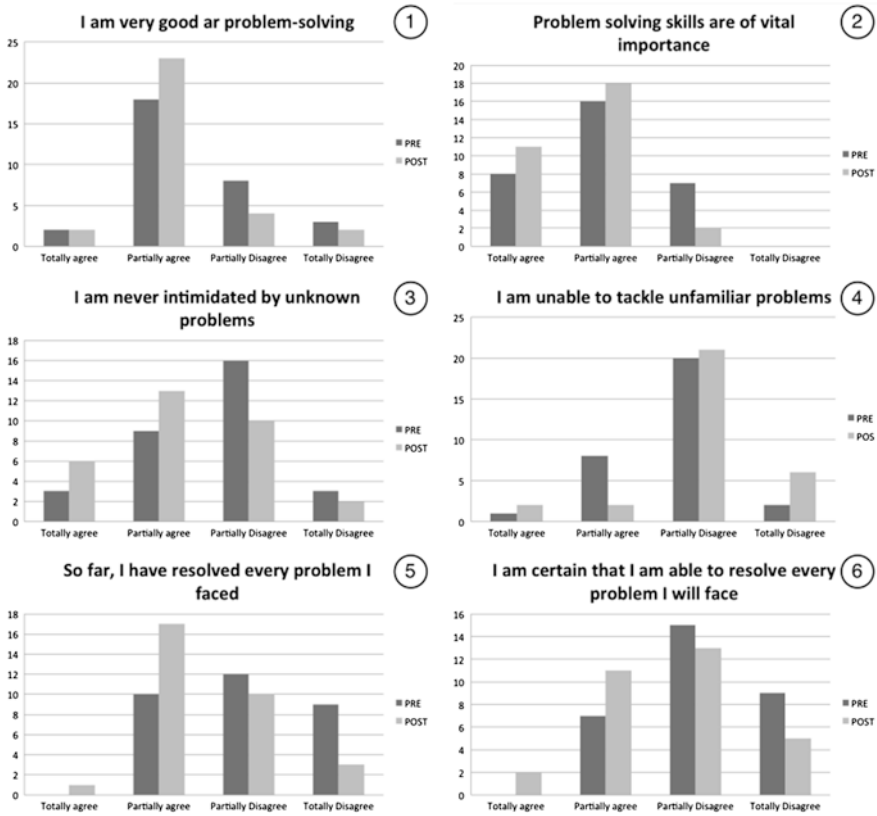 I am very good ar problem-solving
1
25
20
15
10
5
0
Totally agree Partially agree Partially Disagree Totally Disagree
PRE
POST
Problem solving skills are of vital
importance
2
20
18
16
14
12
10
8
6
4
2
0
Totally agree Partially agree Partially Disagree Totally Disagree
PRE
POST
I am never intimidated by unknown
problems
3
18
16
14
12
10
8
6
4
2
0
Totally agree Partially agree Partially Disagree Totally Disagree
PRE
POST
I am unable to tackle unfamiliar problems
4
25
20
15
10
5
0
Totally agree Partially agree Partially Disagree Totally Disagree
PRE
POS
So far, I have resolved every problem I
faced
5
18
16
14
12
10
8
6
4
2
0
Totally agree Partially agree Partially Disagree Totally Disagree
PRE
POST
I am certain that I am able to resolve every
problem I will face
6
16
14
12
10
8
6
4
2
0
Totally agree Partially agree Partially Disagree Totally Disagree
PRE
POST